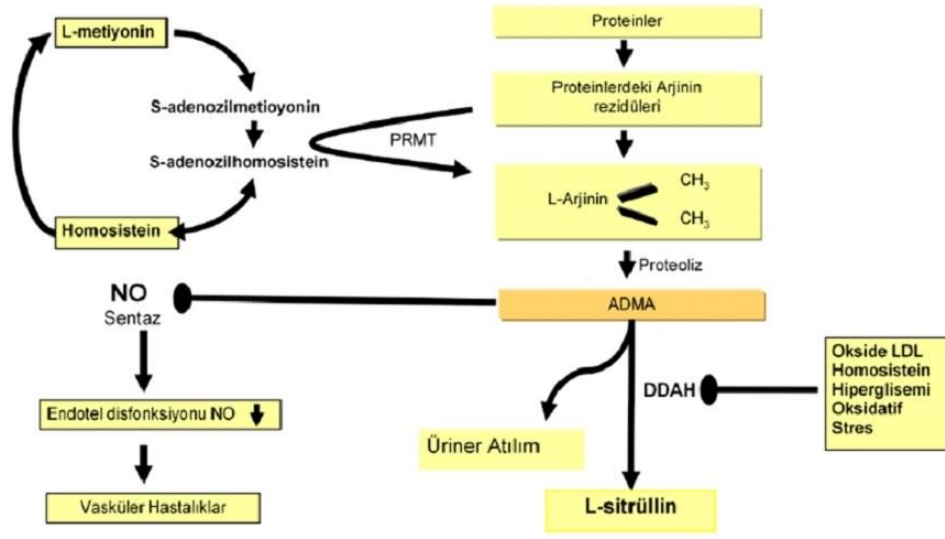 L-metiyonin
S-adenozilmetioyonin
S-adenozilhomosistein
Homosistein
PRMT
Proteinler
Proteinlerdeki Arjinin
rezidüleri
L-Arjinin
CH3
CH3
Proteoliz
ADMA
NO
Sentaz
Endotel disfonksiyonu NO
Vasküler Hastalıklar
Üriner Atılım
DDAH
L-sitrüllin
Okside LDL
Homosistein
Hiperglisemi
Oksidatif
Stres